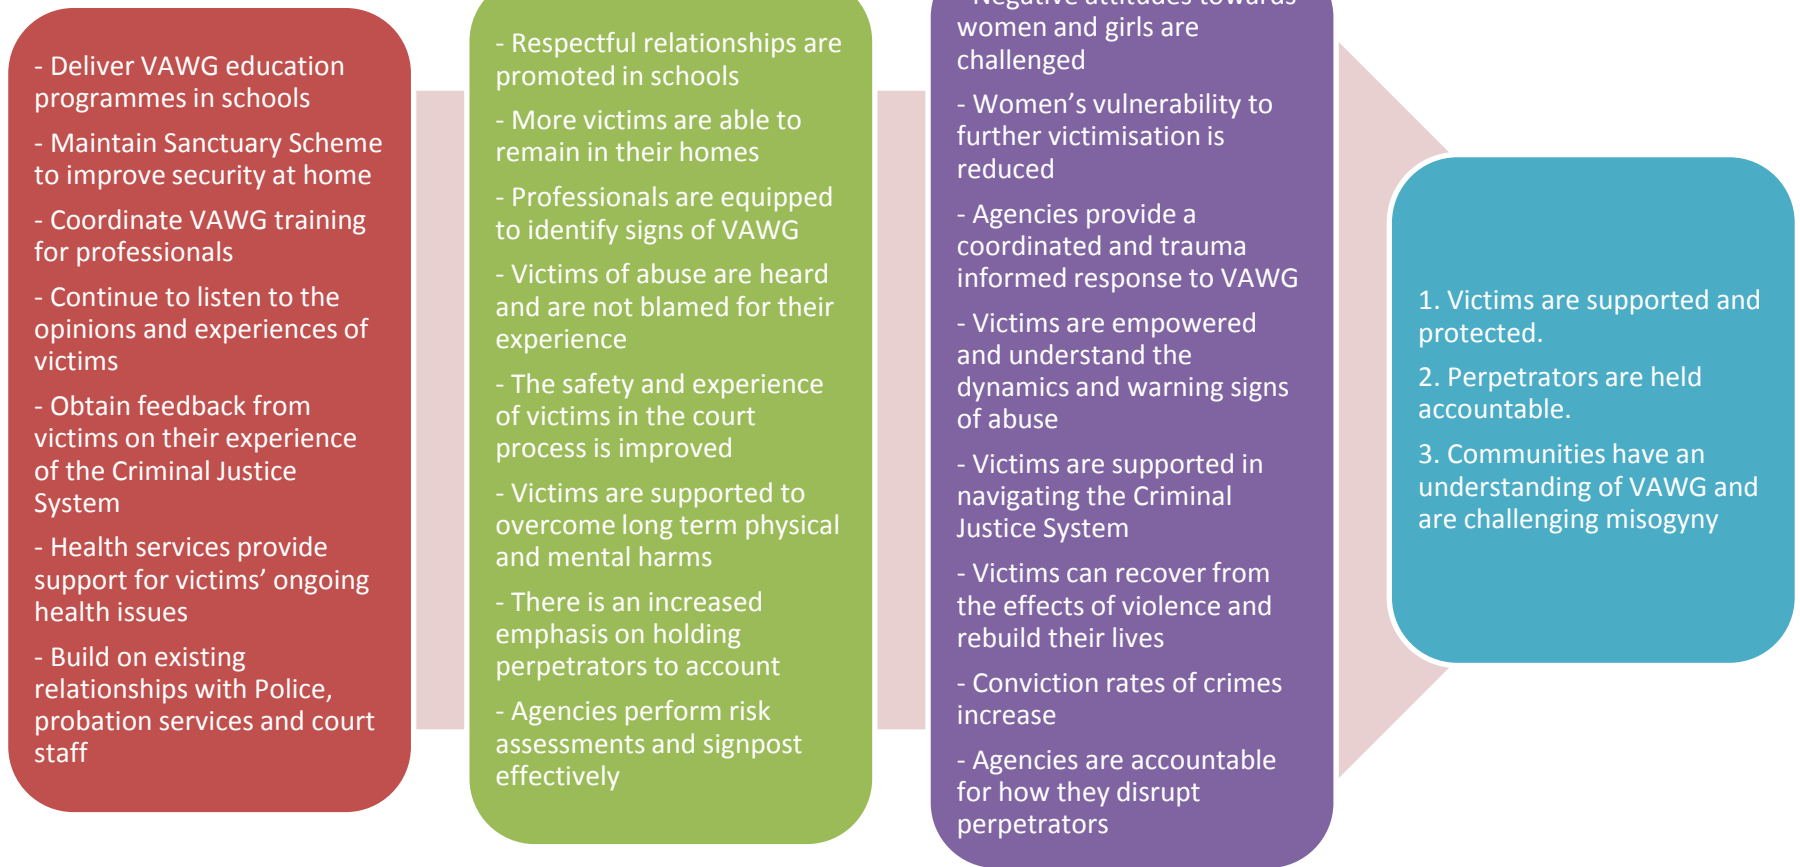 - Deliver VAWG education
programmes in schools
- Maintain Sanctuary Scheme
to improve security at home
- Coordinate VAWG training
for professionals
- Continue to listen to the
opinions and experiences of
victims
- Obtain feedback from
victims on their experience
of the Criminal Justice
System
- Health services provide
support for victims’ ongoing
health issues
- Build on existing
relationships with Police,
probation services and court
staff
- Respectful relationships are
promoted in schools
- More victims are able to
remain in their homes
- Professionals are equipped
to identify signs of VAWG
- Victims of abuse are heard
and are not blamed for their
experience
- The safety and experience
of victims in the court
process is improved
- Victims are supported to
overcome long term physical
and mental harms
- There is an increased
emphasis on holding
perpetrators to account
- Agencies perform risk
assessments and signpost
effectively
- Negative attitudes towards
women and girls are
challenged
- Women’s vulnerability to
further victimisation is
reduced
- Agencies provide a
coordinated and trauma
informed response to VAWG
- Victims are empowered
and understand the
dynamics and warning signs
of abuse
- Victims are supported in
navigating the Criminal
Justice System
- Victims can recover from
the effects of violence and
rebuild their lives
- Conviction rates of crimes
increase
- Agencies are accountable
for how they disrupt
perpetrators
1. Victims are supported and
protected.
2. Perpetrators are held
accountable.
3. Communities have an
understanding of VAWG and
are challenging misogyny